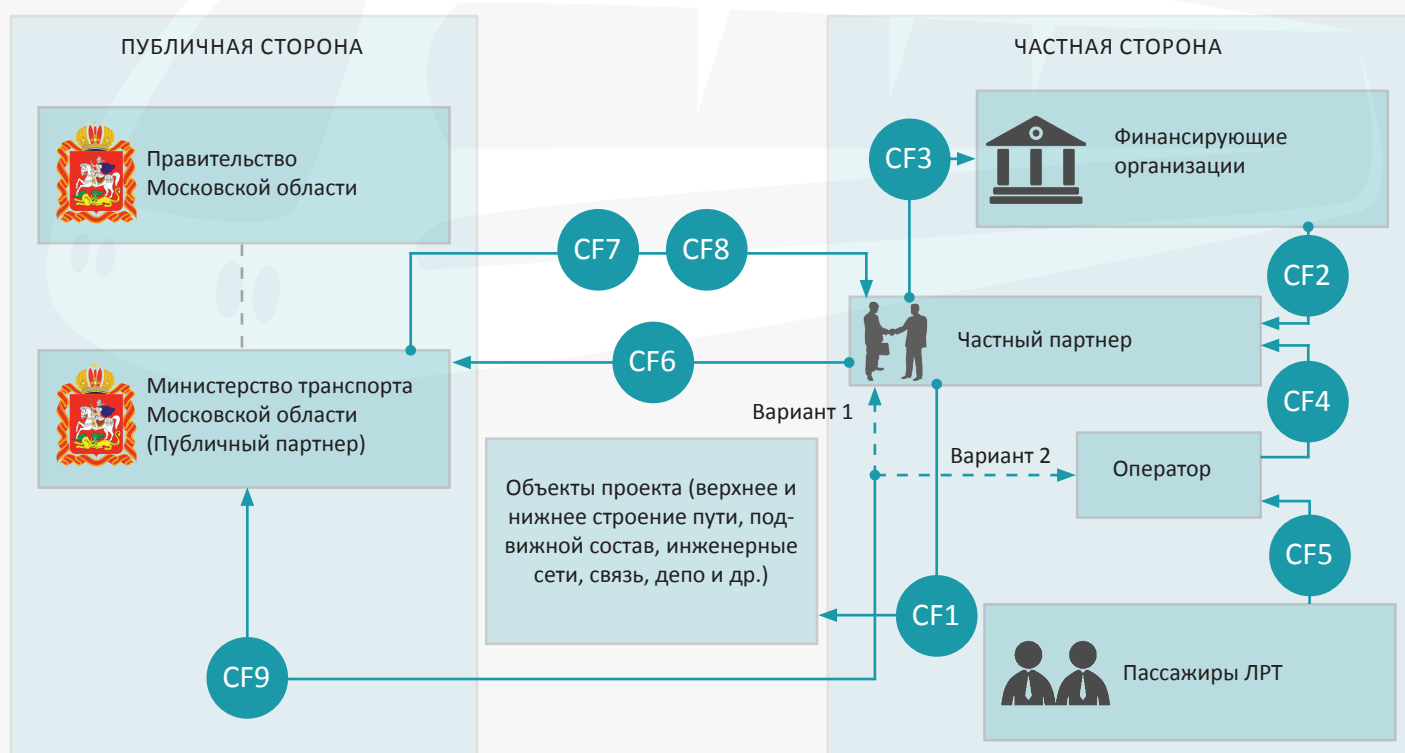 ПУБЛИЧНАЯ СТОРОНА
ЧАСТНАЯ СТОРОНА
Правительство
Московской области
CF3
Финансирующие
организации
CF7
CF8
CF2
Министерство транспорта
Московской области
(Публичный партнер)
CF6
Частный партнер
CF4
Вариант 1
Вариант 2
Оператор
Объекты проекта (верхнее и
нижнее строение пути, под-
вижной состав, инженерные
сети, связь, депо и др.)
CF5
CF1
CF9
Пассажиры ЛРТ